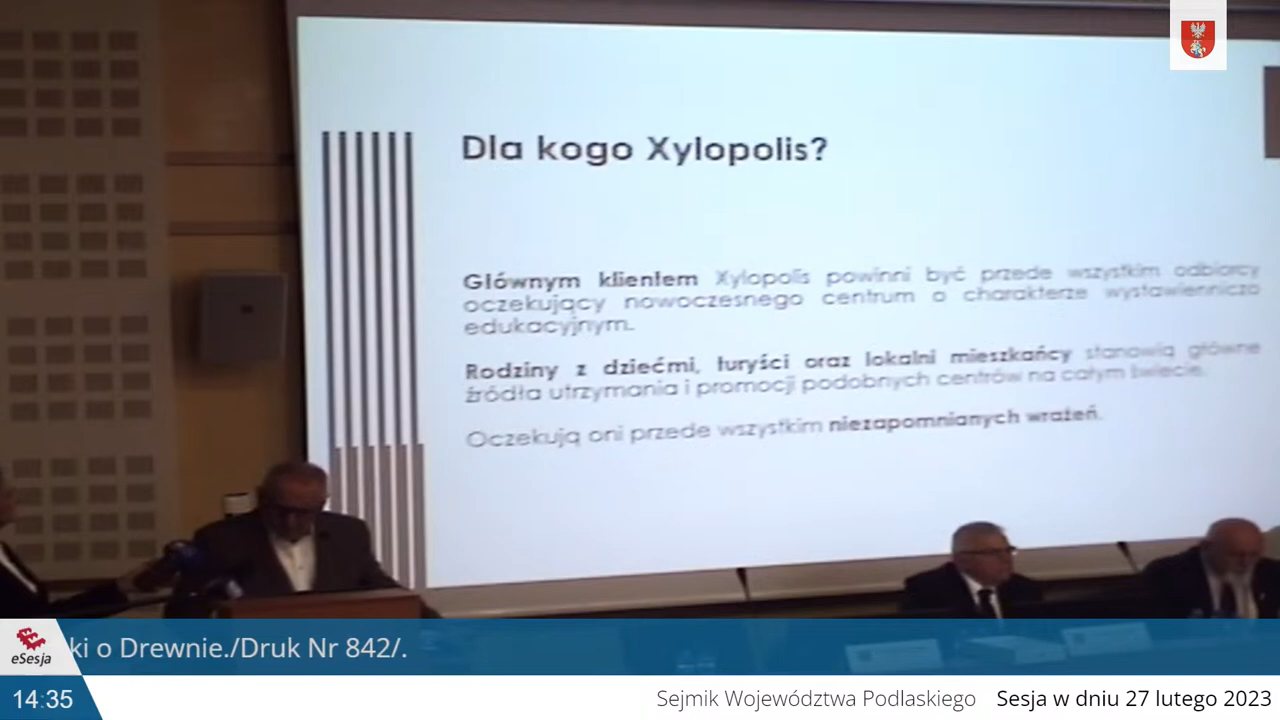 Dla kogo Xylopolis?
Głównym klientem Xylopolis powinni być przede wszystkim odbiorcy
oczekujący nowoczesnego centrum o charakterze wystawienniczo
edukacyjnym.
Rodziny z dziećmi, turyści oraz lokalni mieszkańcy stanowią główne
źródła utrzymania i promocji podobnych centrów na całym świecie.
Oczekują oni przede wszystkim niezapomnianych wrażeń.
ki o Drewnie./Druk Nr 842/.
eSesja
14:35
Sejmik Województwa Podlaskiego Sesja w dniu 27 lutego 2023